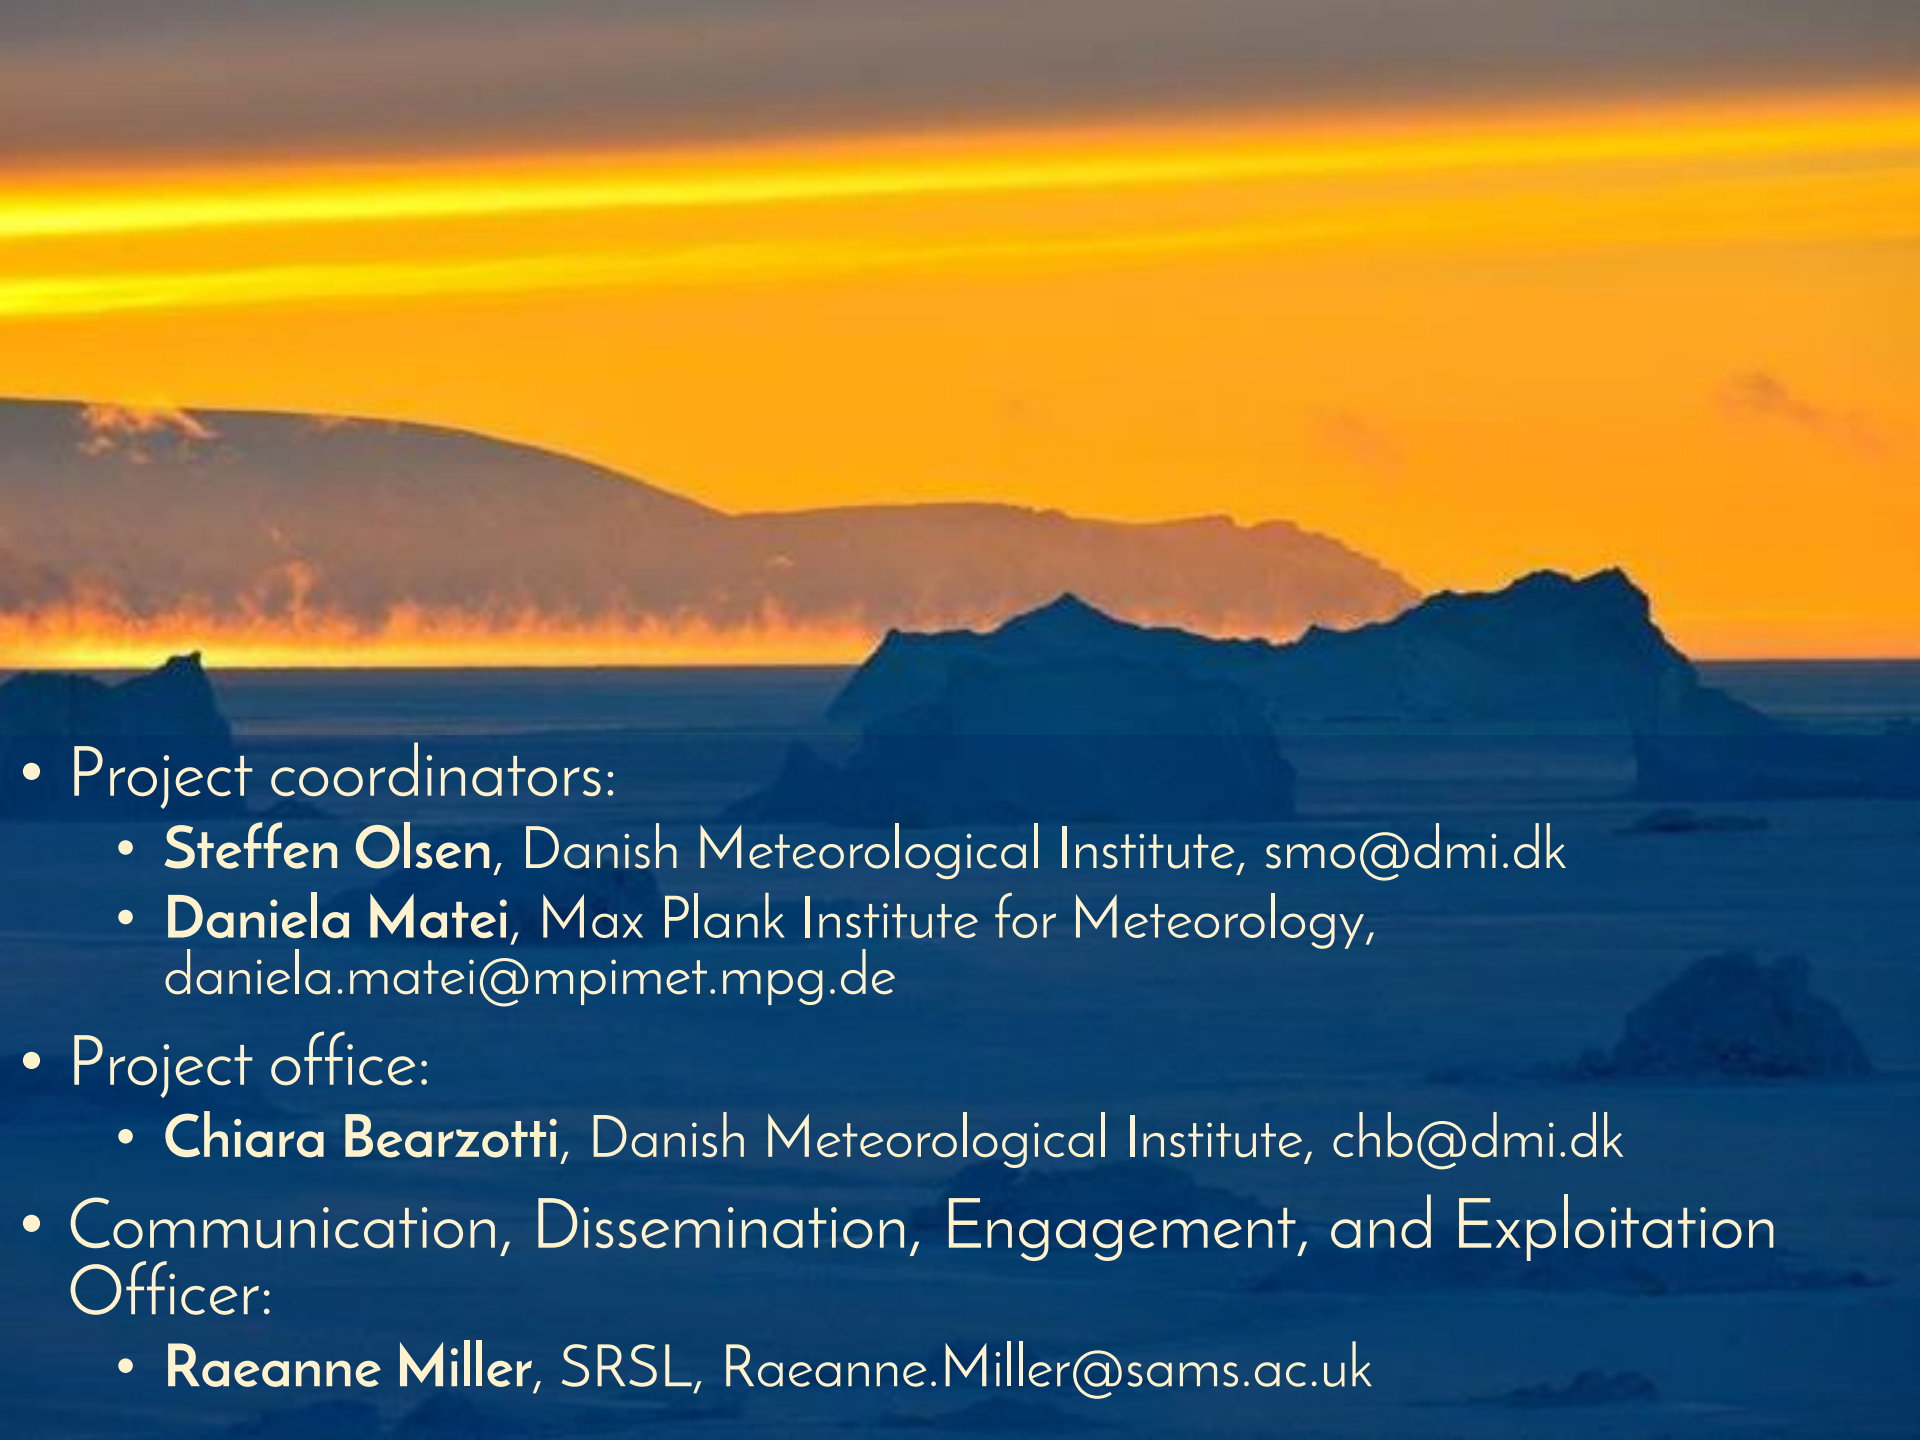 • Project coordinators:
• Steffen Olsen, Danish Meteorological Institute, smo@dmi.dk
• Daniela Matei, Max Plank Institute for Meteorology,
daniela.matei@mpimet.mpg.de
• Project office:
• Chiara Bearzotti, Danish Meteorological Institute, chb@dmi.dk
• Communication, Dissemination, Engagement, and Exploitation
Officer:
• Raeanne Miller, SRSL, Raeanne.Miller@sams.ac.uk